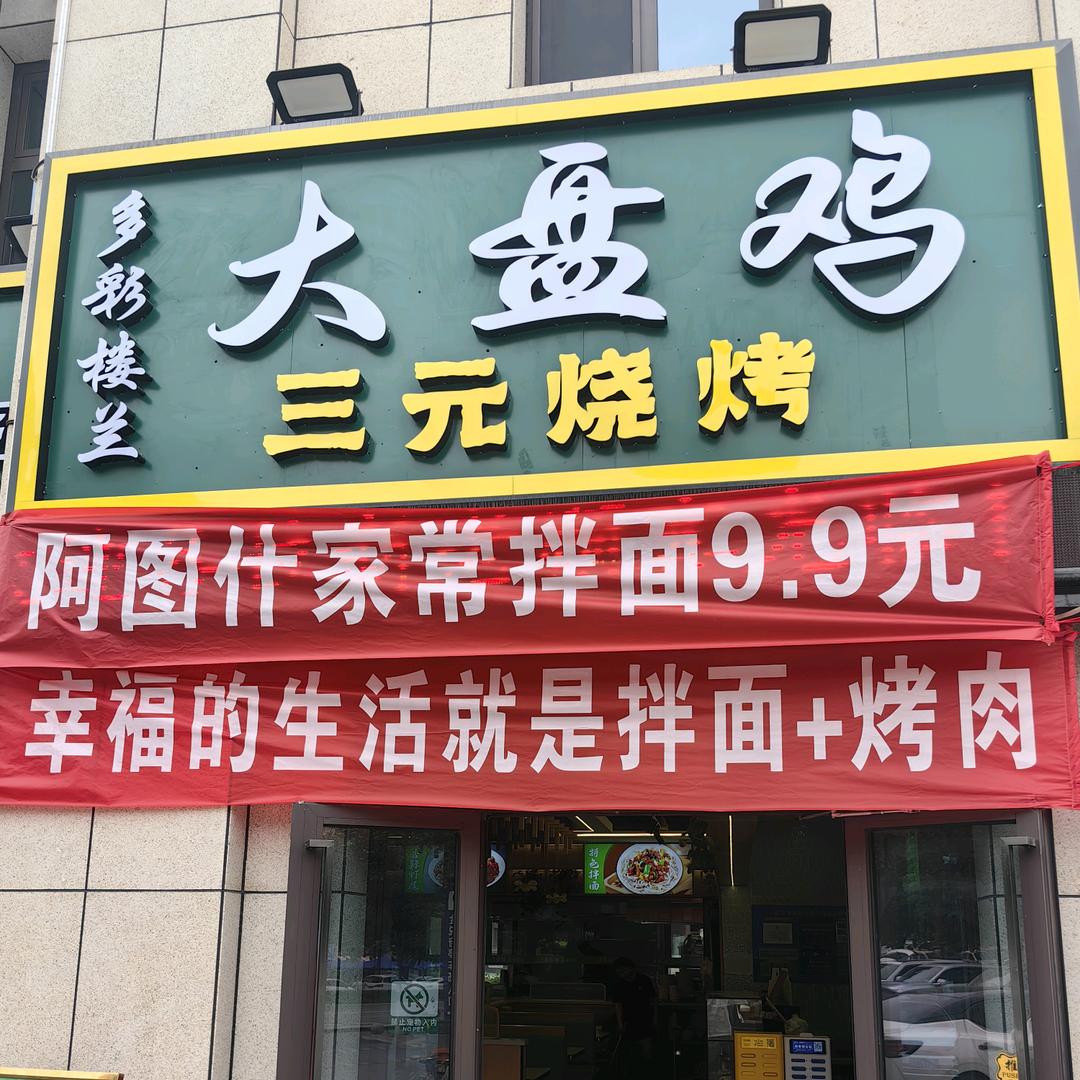 多彩楼兰
大盘鸡
三元烧烤
阿图什家常拌面9.9元
幸福的生活就是拌面+烤肉
拌面
禁止宠物入内
NO PET
推